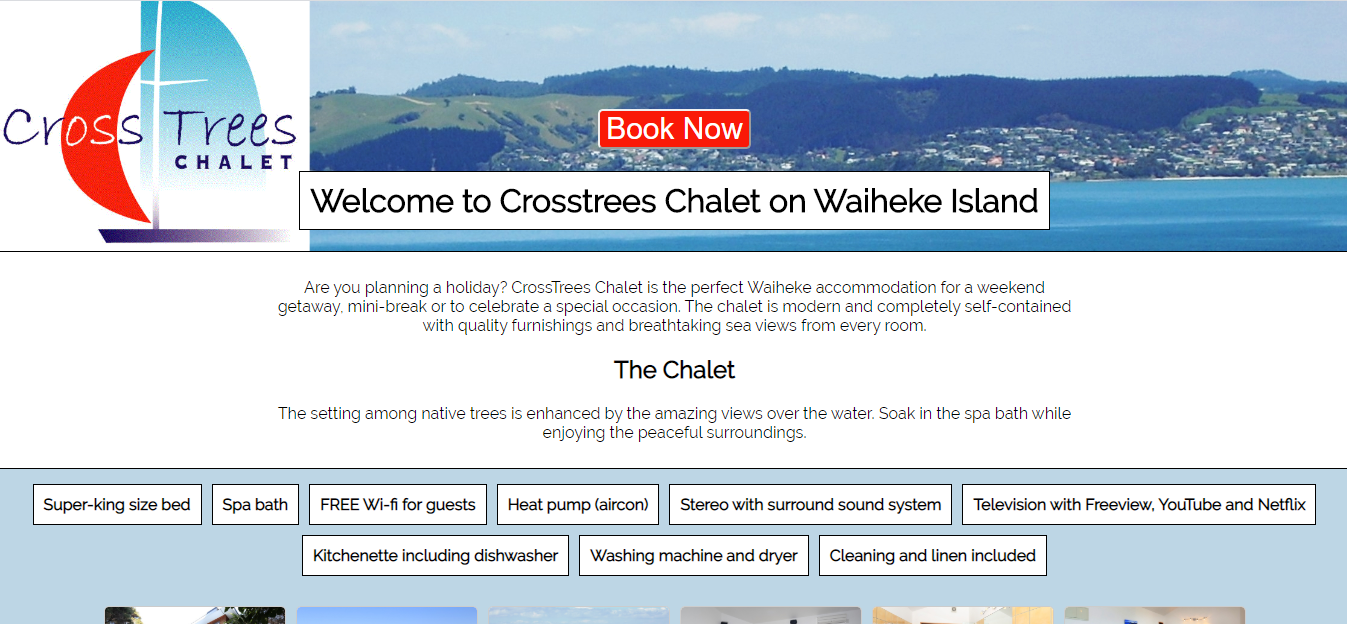 Cross Trees
CHALET
Book Now
Welcome to Crosstrees Chalet on Waiheke Island
Are you planning a holiday? CrossTrees Chalet is the perfect Waiheke accommodation for a weekend
getaway, mini-break or to celebrate a special occasion. The chalet is modern and completely self-contained
with quality furnishings and breathtaking sea views from every room.
The Chalet
The setting among native trees is enhanced by the amazing views over the water. Soak in the spa bath while
enjoying the peaceful surroundings.
Super-king size bed
Spa bath
FREE Wi-fi for guests
Heat pump (aircon)
Stereo with surround sound system
Television with Freeview, YouTube and Netflix
Kitchenette including dishwasher
Washing machine and dryer
Cleaning and linen included